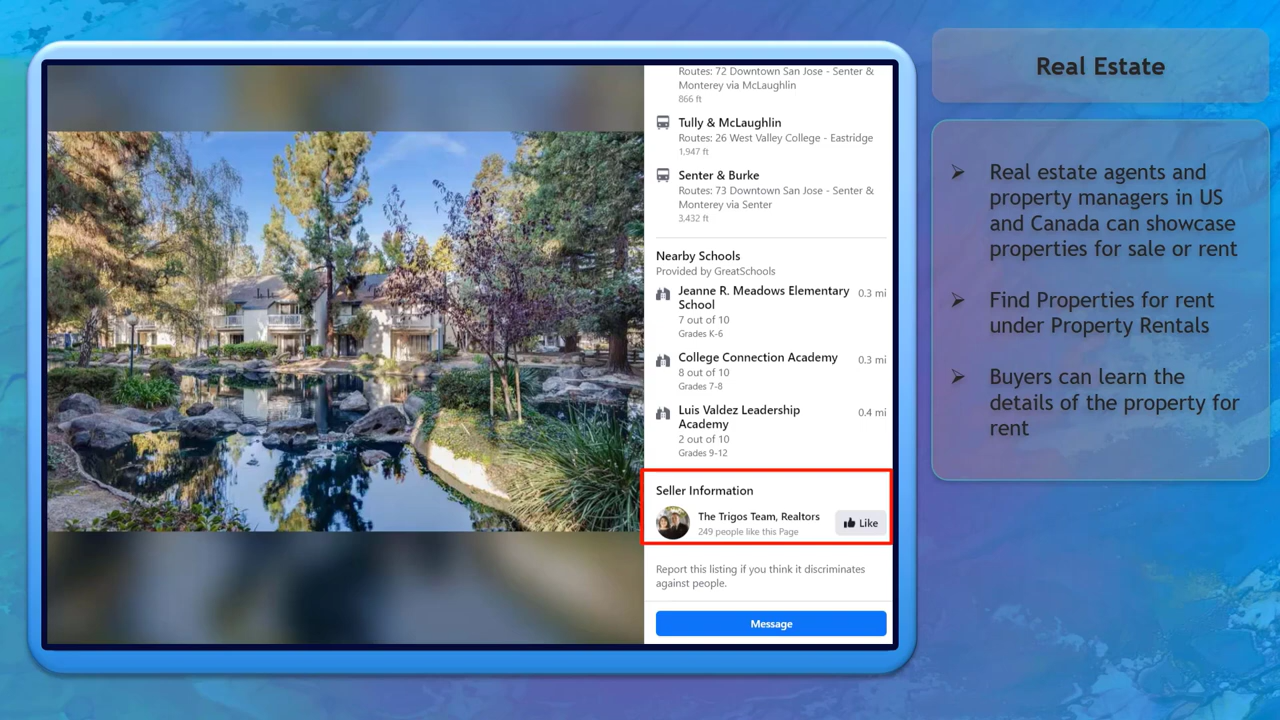 Routes: 72 Downtown San Jose - Senter &
Monterey via McLaughlin
866 ft
Tully & McLaughlin
Routes: 26 West Valley College - Eastridge
1,947 ft
Senter & Burke
Routes: 73 Downtown San Jose - Senter &
Monterey via Senter
3,432 ft
Nearby Schools
Provided by GreatSchools
Jeanne R. Meadows Elementary 0.3 mi
School
7 out of 10
Grades K-6
College Connection Academy 0.3 mi
8 out of 10
Grades 7-8
Luis Valdez Leadership 0.4 mi
Academy
2 out of 10
Grades 9-12
Seller Information
The Trigos Team, Realtors
249 people like this Page
Like
Report this listing if you think it discriminates
against people.
Message
Real Estate
➢ Real estate agents and
property managers in US
and Canada can showcase
properties for sale or rent
➢ Find Properties for rent
under Property Rentals
➢ Buyers can learn the
details of the property for
rent